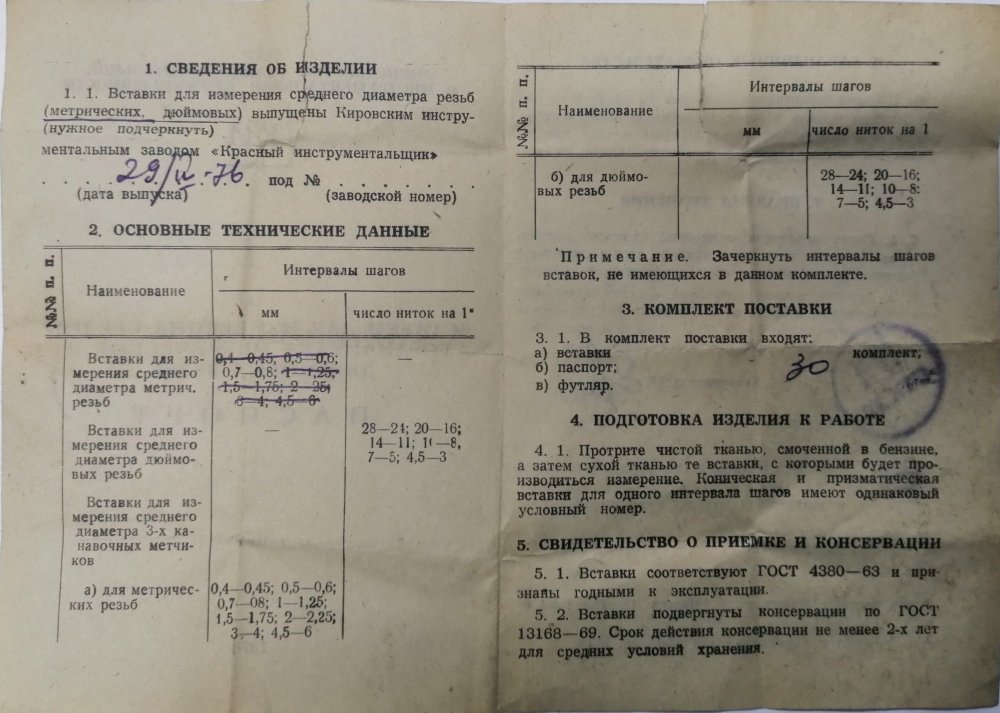 1. СВЕДЕНИЯ ОБ ИЗДЕЛИИ
1. 1. Вставки для измерения среднего диаметра резьб
(метрических, дюймовых) выпущены Кировским инстру-
(нужное подчеркнуть)
ментальным заводом «Красный инструментальщик»
29/IV-76. под № . . . . . . .
(дата выпуска) (заводской номер)
2. ОСНОВНЫЕ ТЕХНИЧЕСКИЕ ДАННЫЕ
№№ п. п.
Наименование
Интервалы шагов
мм
число ниток на 1"
Вставки для из-
мерения среднего
диаметра метрич.
резьб
0,4—0,45; 0,5—0,6;
0,7—0,8; 1—1,25;
1,5—1,75; 2—25;
3—4; 4,5—6
—
Вставки для из-
мерения среднего
диаметра дюймо-
вых резьб
—
28—24; 20—16;
14—11; 10—8,
7—5; 4,5—3
Вставки для из-
мерения среднего
диаметра 3-х ка-
навочных метчи-
ков
а) для метричес-
ких резьб
0,4—0,45; 0,5—0,6;
0,7—08; 1—1,25;
1,5—1,75; 2—2,25;
3,—4; 4,5—6
№№ п. п.
Наименование
Интервалы шагов
мм
число ниток на 1
б) для дюймо-
вых резьб
28—24; 20—16;
14—11; 10—8:
7—5; 4,5—3
Примечание. Зачеркнуть интервалы шагов
вставок, не имеющихся в данном комплекте.
3. КОМПЛЕКТ ПОСТАВКИ
3. 1. В комплект поставки входят:
а) вставки 30 комплект;
б) паспорт;
в) футляр.
4. ПОДГОТОВКА ИЗДЕЛИЯ К РАБОТЕ
4. 1. Протрите чистой тканью, смоченной в бензине,
а затем сухой тканью те вставки, с которыми будет про-
изводиться измерение. Коническая и призматическая
вставки для одного интервала шагов имеют одинаковый
условный номер.
5. СВИДЕТЕЛЬСТВО О ПРИЕМКЕ И КОНСЕРВАЦИИ
5. 1. Вставки соответствуют ГОСТ 4380—63 и при-
знаны годными к эксплуатации.
5. 2. Вставки подвергнуты консервации по ГОСТ
13168—69. Срок действия консервации не менее 2-х лет
для средних условий хранения.